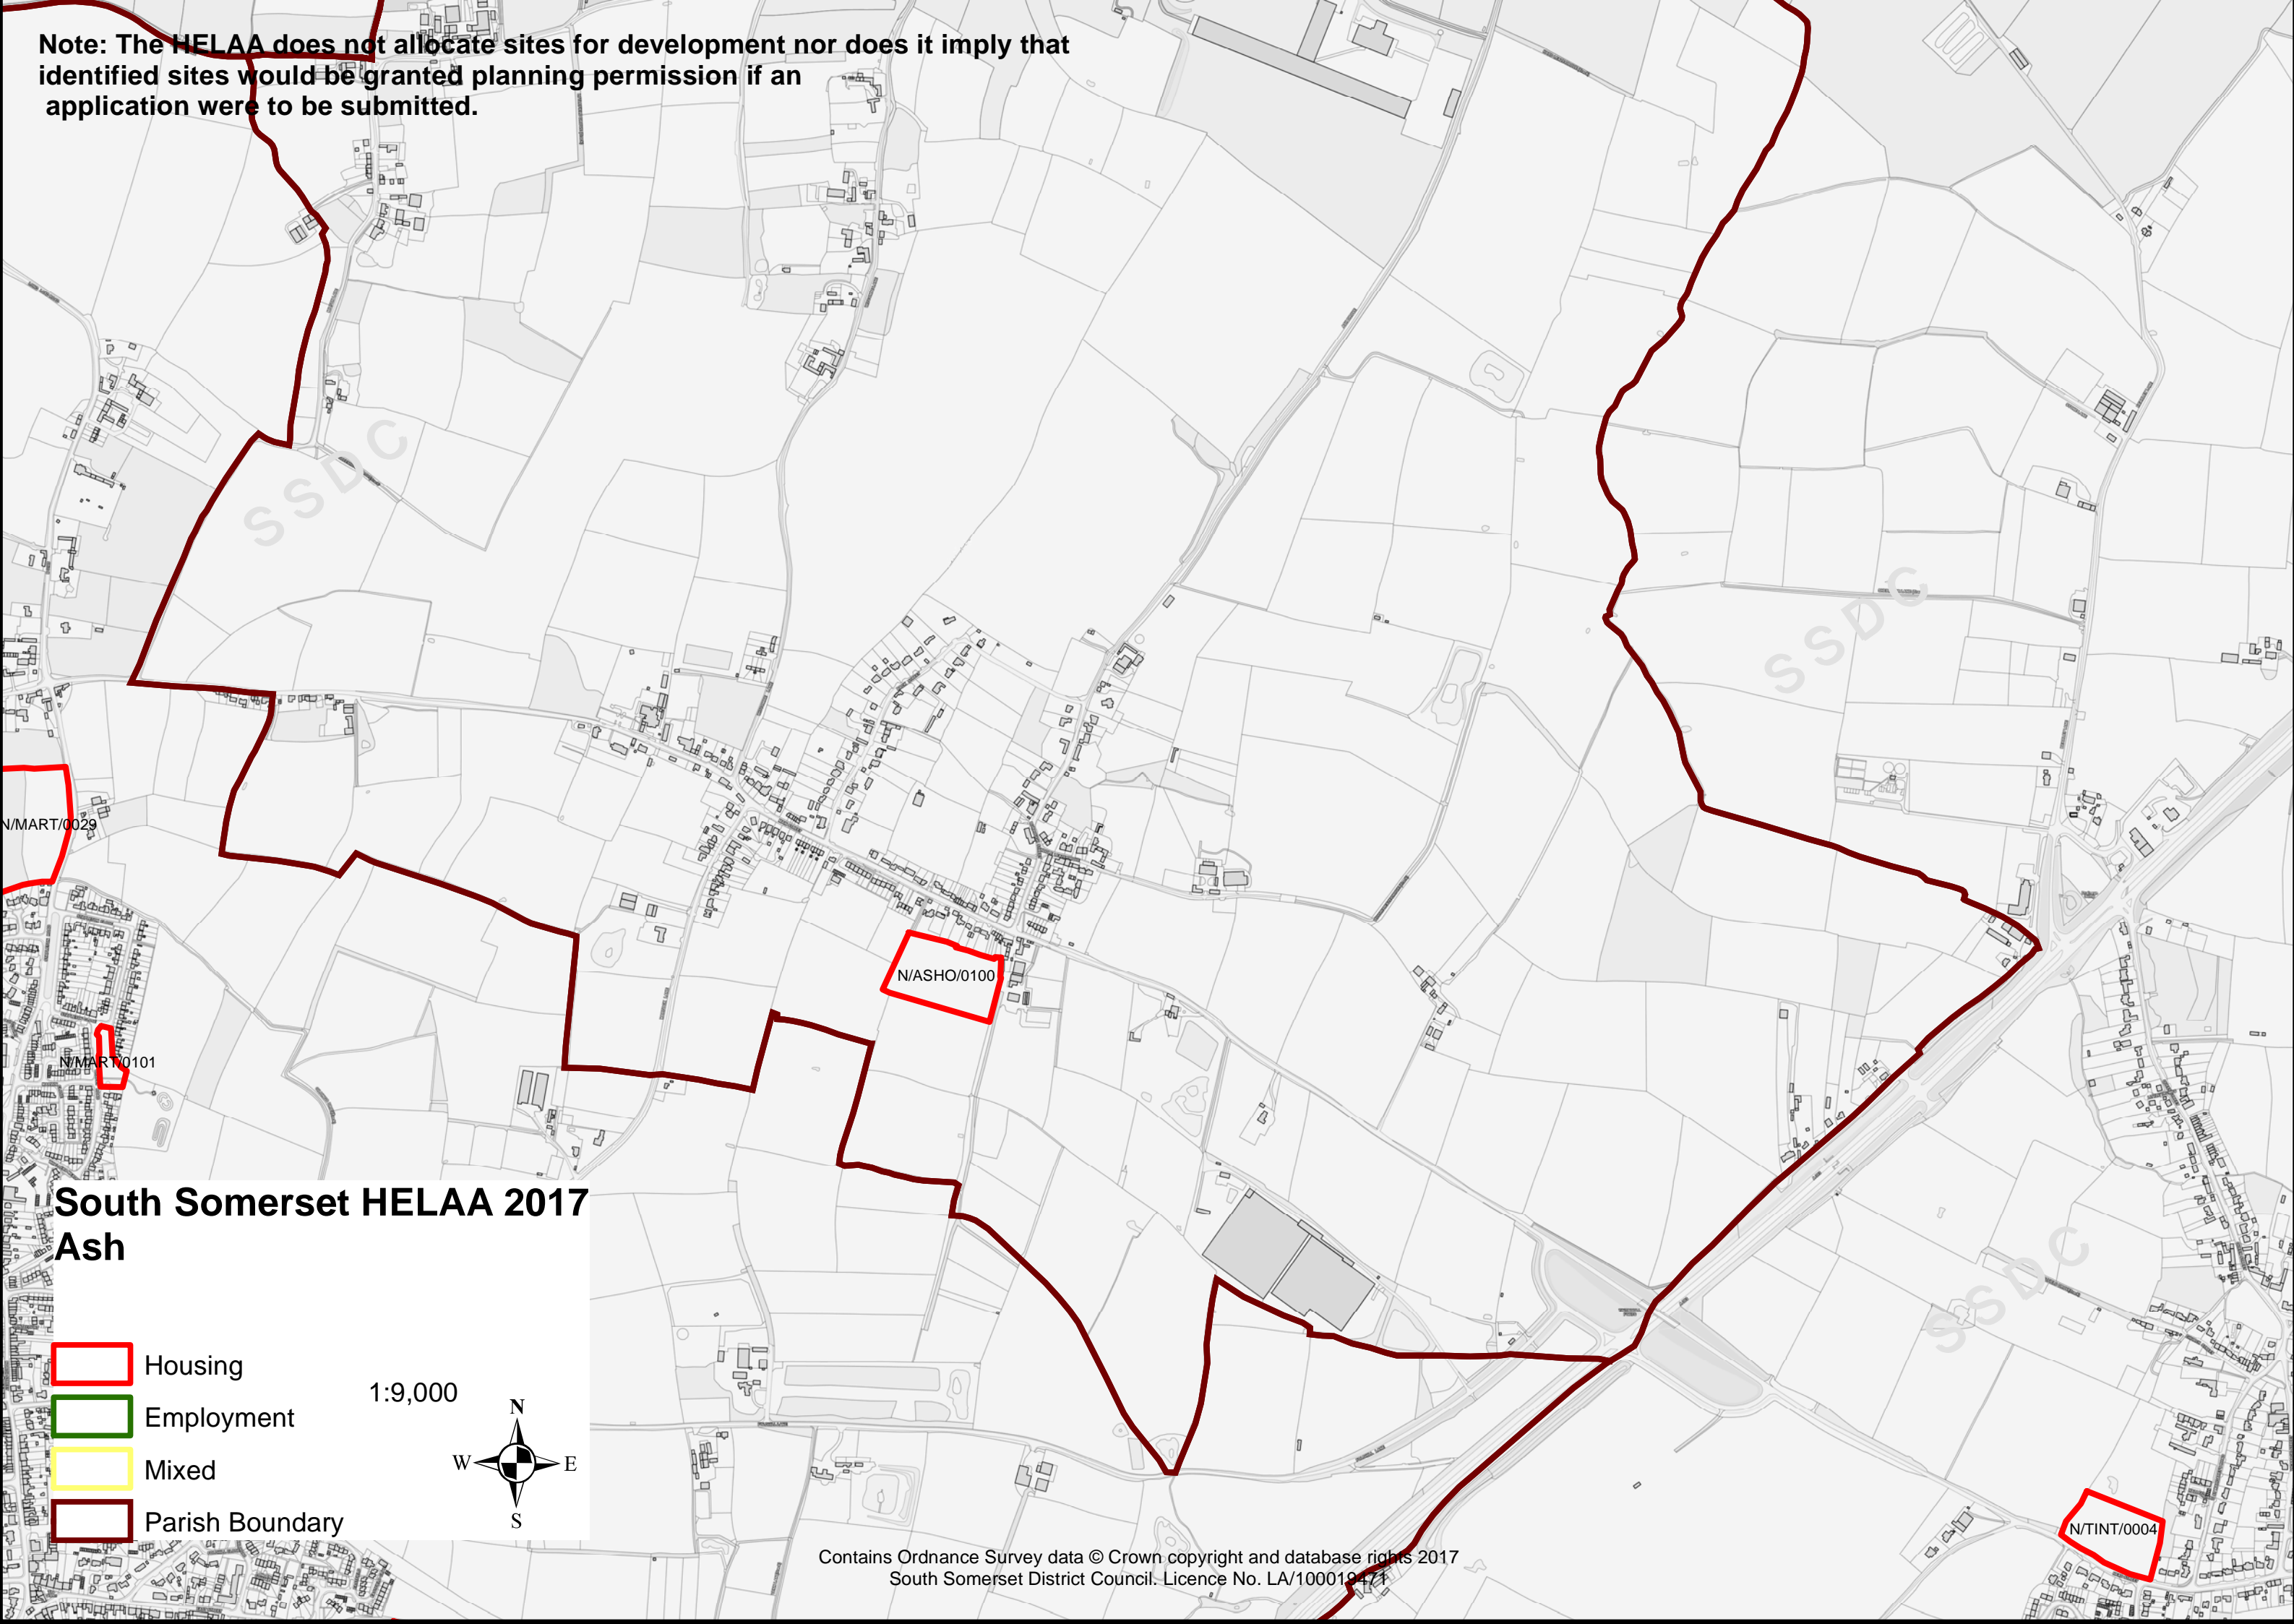 Note: The HELAA does not allocate sites for development nor does it imply that
identified sites would be granted planning permission if an
application were to be submitted.
SSDC
SSDC
N/MART/0029
N/ASHO/0100
N/MART/0101
South Somerset HELAA 2017
Ash
SSDC
Housing
Employment
Mixed
Parish Boundary
1:9,000
N
W
E
S
N/TINT/0004
Contains Ordnance Survey data © Crown copyright and database rights 2017
South Somerset District Council. Licence No. LA/100019471